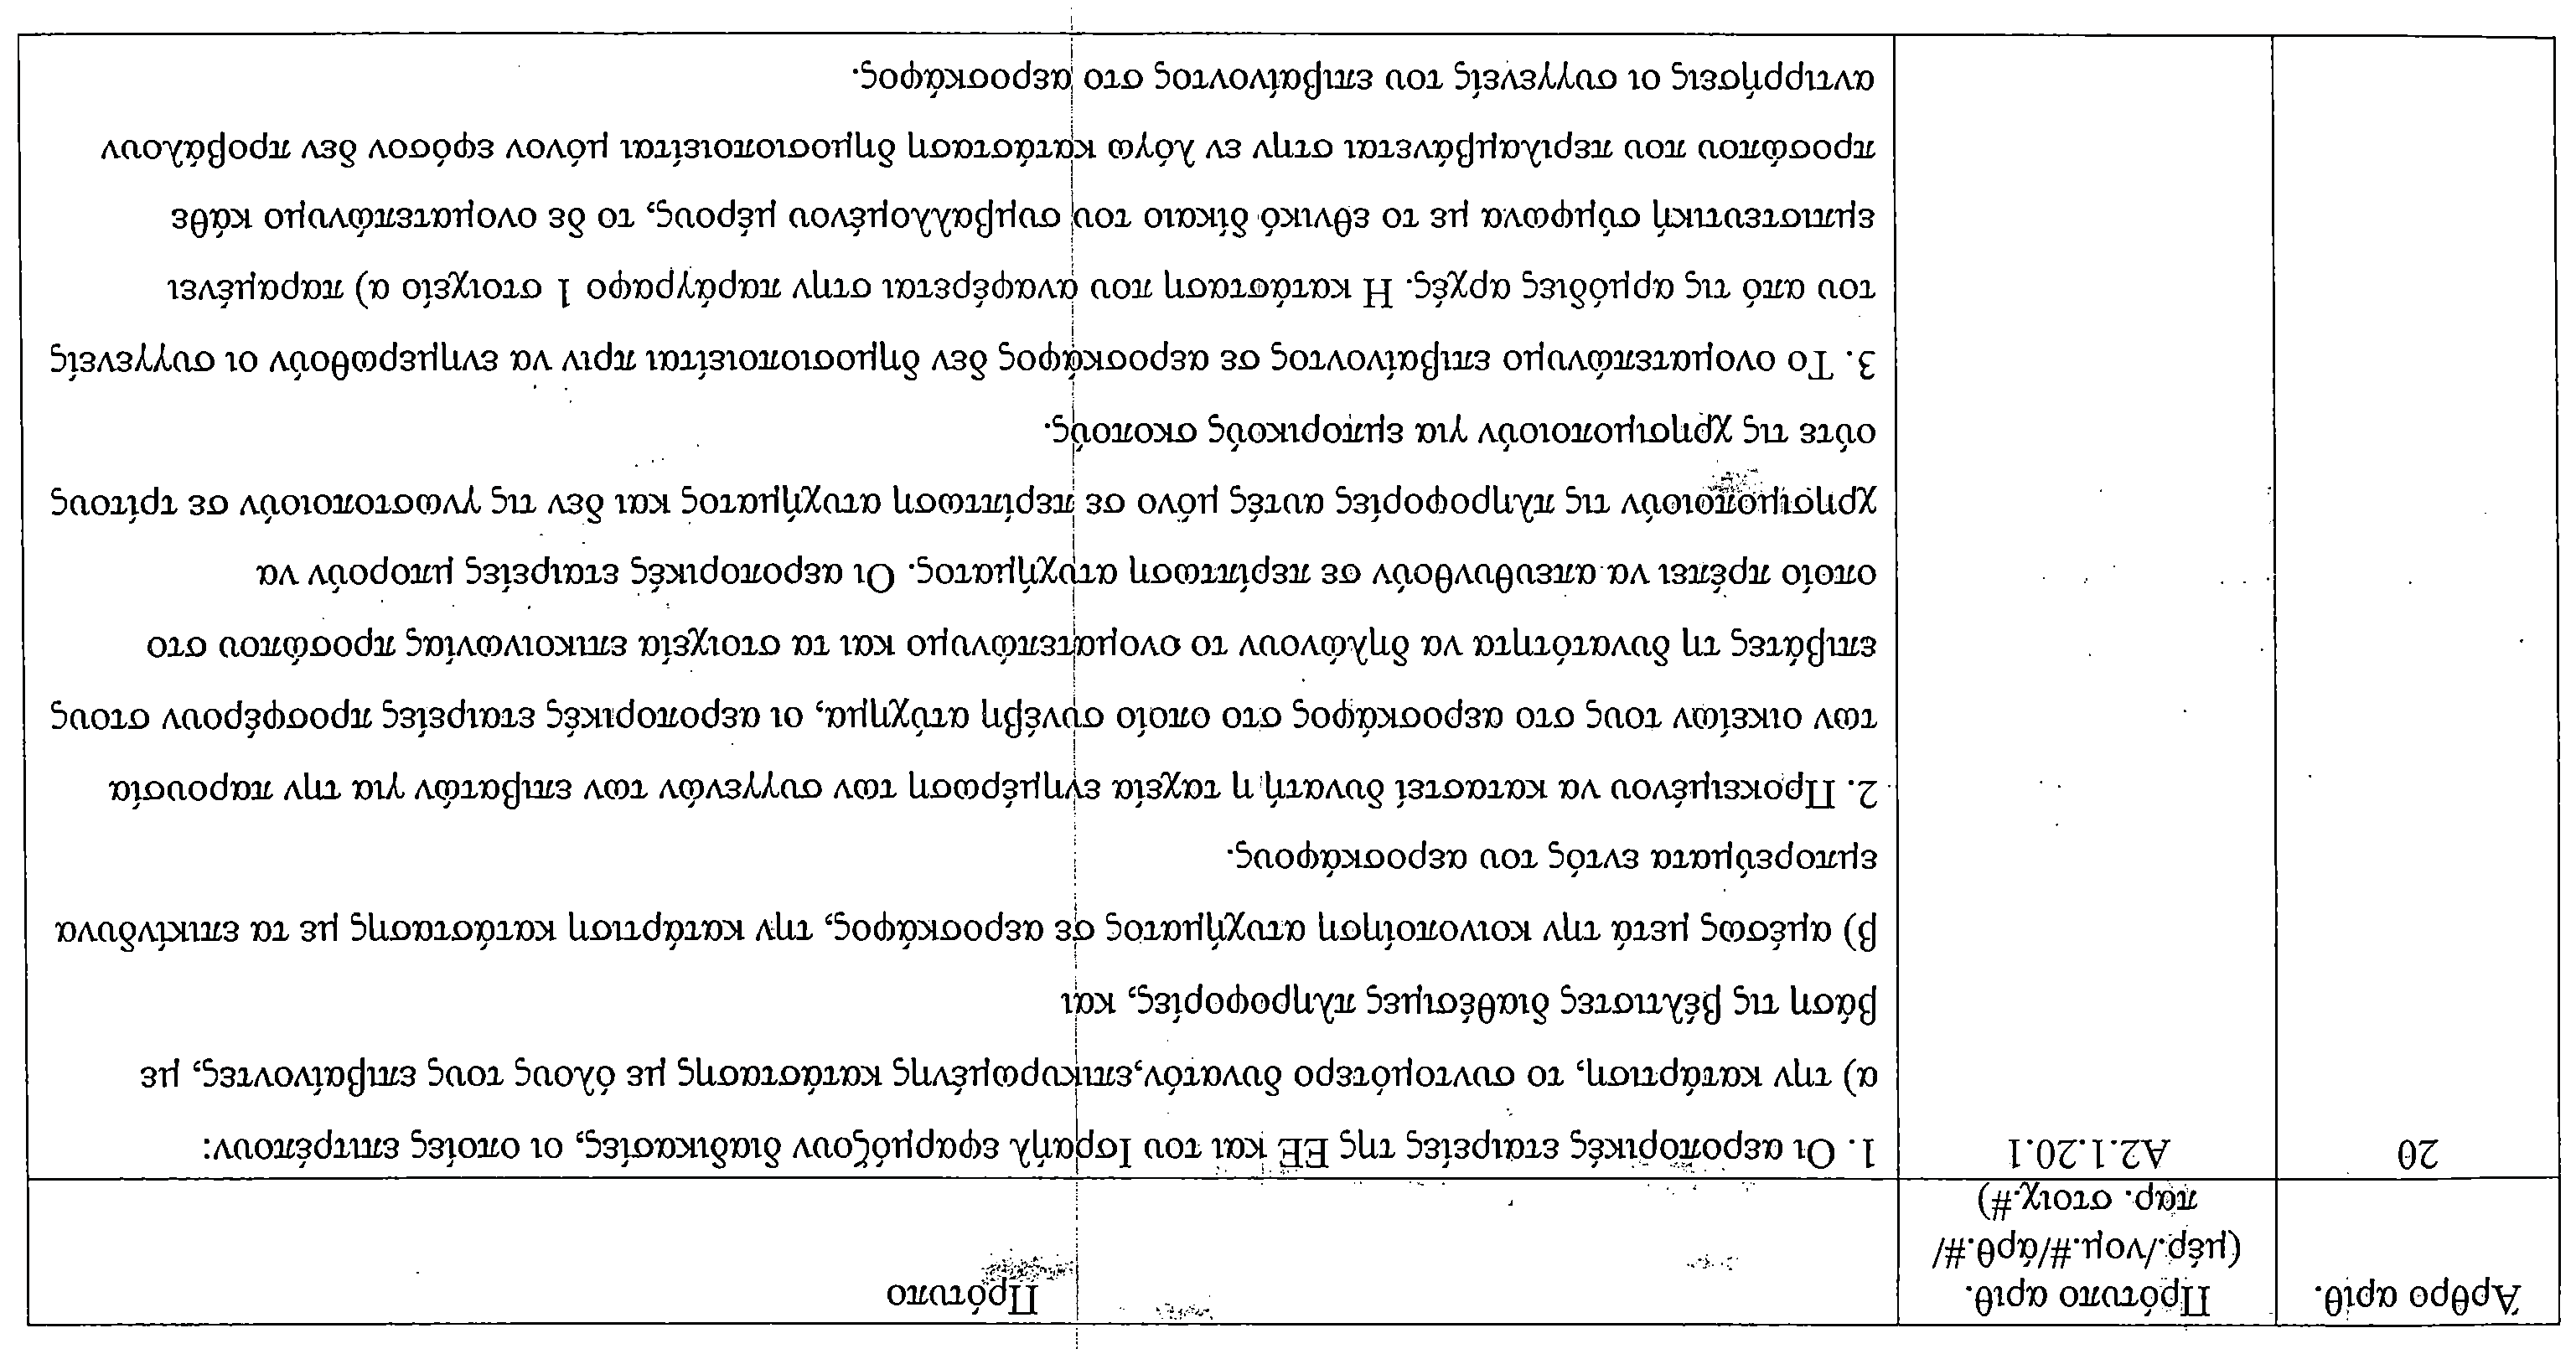 Άρθρο αριθ.
Πρότυπο αριθ.
(μέρ./νομ.#/άρθ.#/
παρ. στοιχ.#)
Πρότυπο
20
A2.1.20.1
1. Οι αεροπορικές εταιρείες της ΕΕ και του Ισραήλ εφαρμόζουν διαδικασίες, οι οποίες επιτρέπουν:
α) την κατάρτιση, το συντομότερο δυνατόν, επικυρωμένης κατάστασης με όλους τους επιβαίνοντες, με
βάση τις βέλτιστες διαθέσιμες πληροφορίες, και
β) αμέσως μετά την κοινοποίηση ατυχήματος σε αεροσκάφος, την κατάρτιση κατάστασης με τα επικίνδυνα
εμπορεύματα εντός του αεροσκάφους.
2. Προκειμένου να καταστεί δυνατή η ταχεία ενημέρωση των συγγενών των επιβατών για την παρουσία
των οικείων τους στο αεροσκάφος στο οποίο συνέβη ατύχημα, οι αεροπορικές εταιρείες προσφέρουν στους
επιβάτες τη δυνατότητα να δηλώνουν το ονοματεπώνυμο και τα στοιχεία επικοινωνίας προσώπου στο
οποίο πρέπει να απευθυνθούν σε περίπτωση ατυχήματος. Οι αεροπορικές εταιρείες μπορούν να
χρησιμοποιούν τις πληροφορίες αυτές μόνο σε περίπτωση ατυχήματος και δεν τις γνωστοποιούν σε τρίτους
ούτε τις χρησιμοποιούν για εμπορικούς σκοπούς.
3. Το ονοματεπώνυμο επιβαίνοντος σε αεροσκάφος δεν δημοσιοποιείται πριν να ενημερωθούν οι συγγενείς
του από τις αρμόδιες αρχές. Η κατάσταση που αναφέρεται στην παράγραφο 1 στοιχείο α) παραμένει
εμπιστευτική σύμφωνα με το εθνικό δίκαιο του συμβαλλομένου μέρους, το δε ονοματεπώνυμο κάθε
προσώπου που περιλαμβάνεται στην εν λόγω κατάσταση δημοσιοποιείται μόνον εφόσον δεν προβάλουν
αντιρρήσεις οι συγγενείς του επιβαίνοντος στο αεροσκάφος.